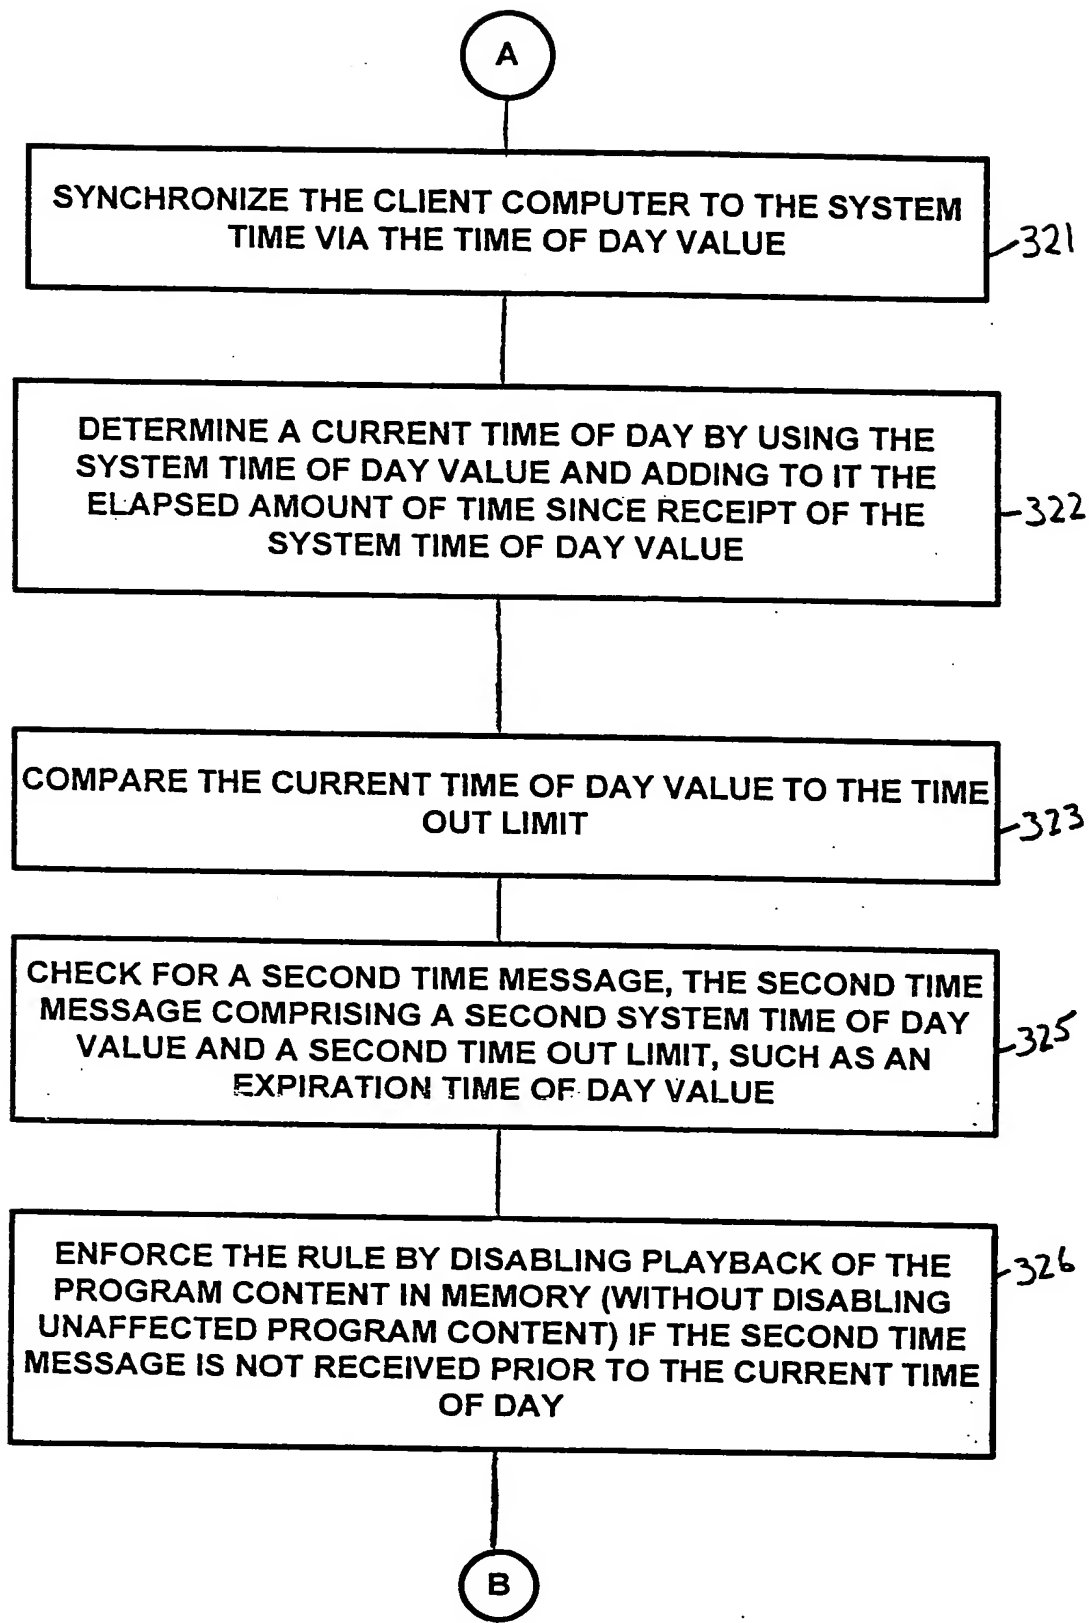 A
SYNCHRONIZE THE CLIENT COMPUTER TO THE SYSTEM
TIME VIA THE TIME OF DAY VALUE
321
DETERMINE A CURRENT TIME OF DAY BY USING THE
SYSTEM TIME OF DAY VALUE AND ADDING TO IT THE
ELAPSED AMOUNT OF TIME SINCE RECEIPT OF THE
SYSTEM TIME OF DAY VALUE
322
COMPARE THE CURRENT TIME OF DAY VALUE TO THE TIME
OUT LIMIT
323
CHECK FOR A SECOND TIME MESSAGE, THE SECOND TIME
MESSAGE COMPRISING A SECOND SYSTEM TIME OF DAY
VALUE AND A SECOND TIME OUT LIMIT, SUCH AS AN
EXPIRATION TIME OF DAY VALUE
325
ENFORCE THE RULE BY DISABLING PLAYBACK OF THE
PROGRAM CONTENT IN MEMORY (WITHOUT DISABLING
UNAFFECTED PROGRAM CONTENT) IF THE SECOND TIME
MESSAGE IS NOT RECEIVED PRIOR TO THE CURRENT TIME
OF DAY
326
B